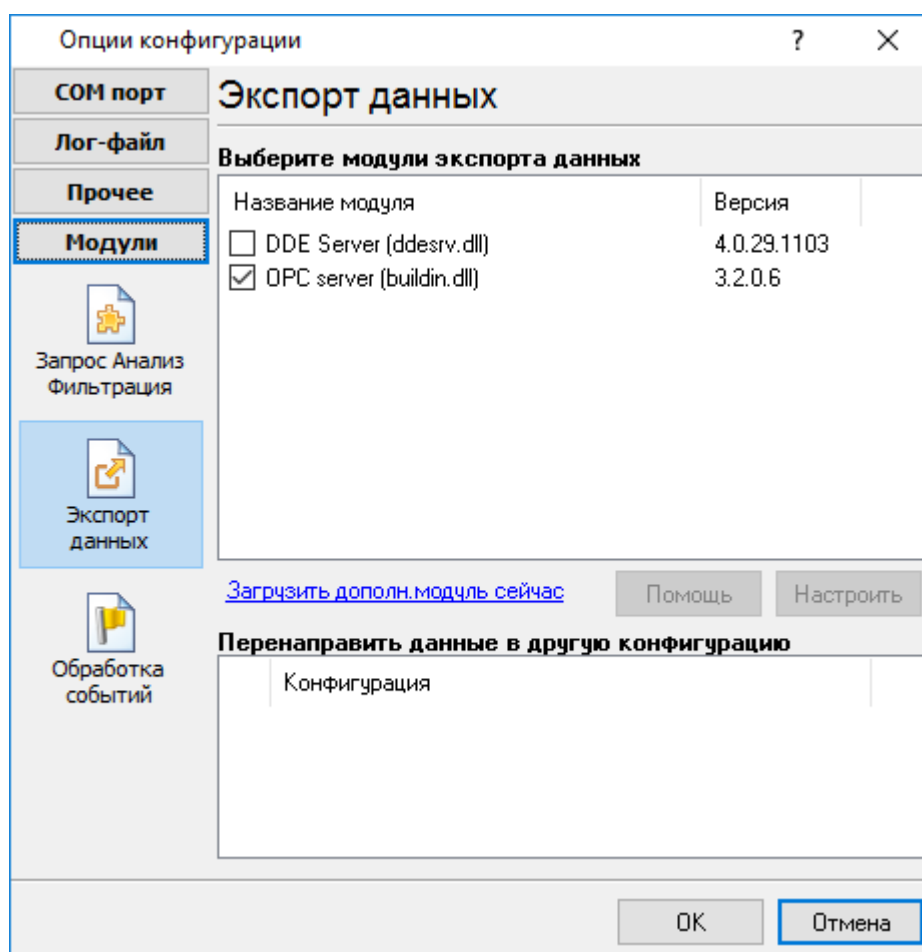 Опции конфигурации
?
COM порт
Лог-файл
Прочее
Модули
Запрос Анализ
Фильтрация
Экспорт
данных
Обработка
событий
Экспорт данных
Выберите модули экспорта данных
Название модуля Версия
DDE Server (ddesrv.dll) 4.0.29.1103
OPC server (buildin.dll) 3.2.0.6
Загрузить дополн.модуль сейчас
Помощь
Настроить
Перенаправить данные в другую конфигурацию
Конфигурация
OK
Отмена